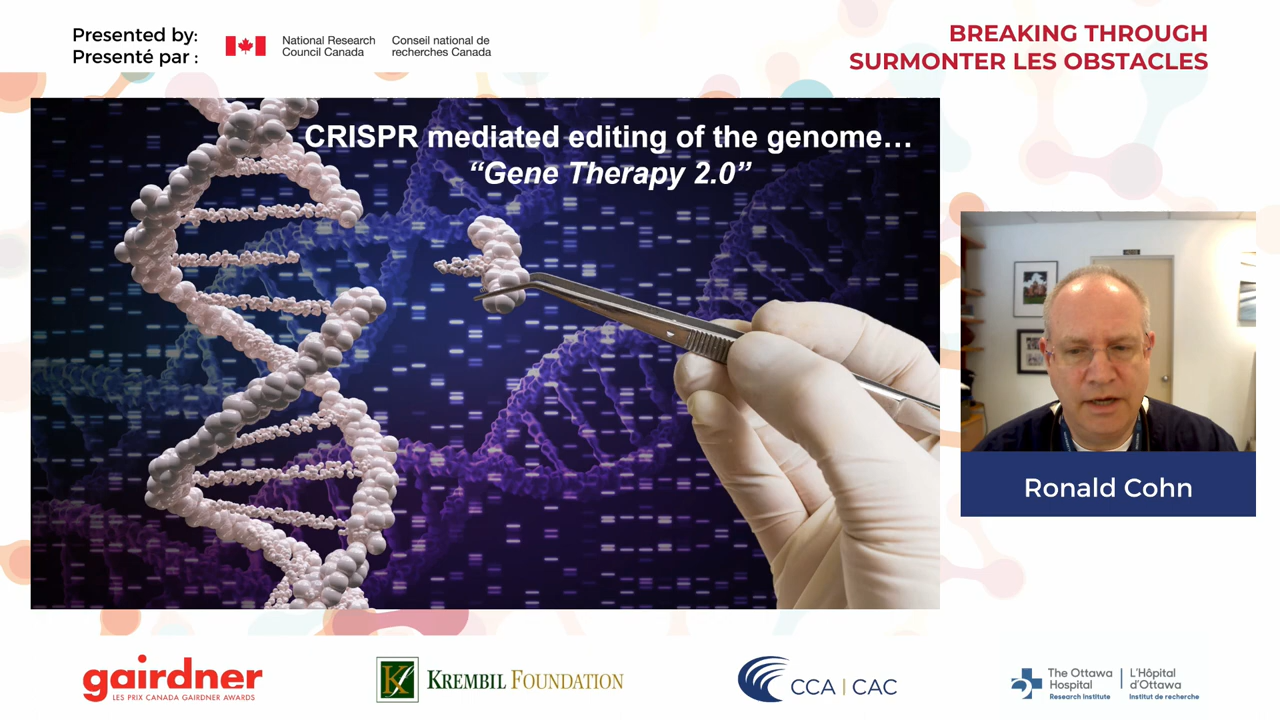 Presented by:
Presenté par :
National Research
Council Canada
Conseil national de
recherches Canada
BREAKING THROUGH
SURMONTER LES OBSTACLES
CRISPR mediated editing of the genome…
“Gene Therapy 2.0”
Ronald Cohn
gairdner
LES PRIX CANADA GAIRDNER AWARDS
KREMBIL FOUNDATION
CCA | CAC
The Ottawa
Hospital
Research Institute
L'Hôpital
d'Ottawa
Institut de recherche